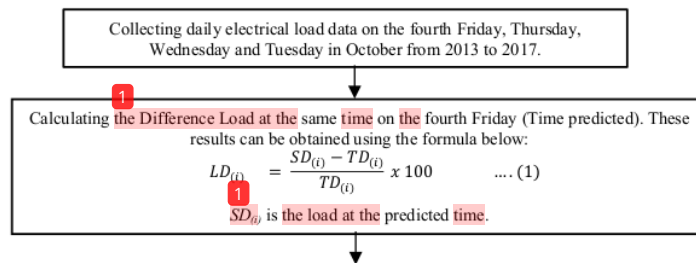 Collecting daily electrical load data on the fourth Friday, Thursday,
Wednesday and Tuesday in October from 2013 to 2017.
1
Calculating the Difference Load at the same time on the fourth Friday (Time predicted). These
results can be obtained using the formula below:
LD(i) = (SD(i) − TD(i)) / TD(i) x 100 .... (1)
1
SD(i) is the load at the predicted time.